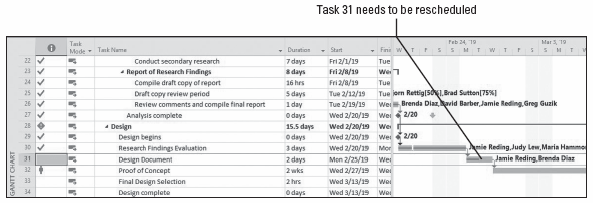 Task 31 needs to be rescheduled
Task Mode Task Name Duration Start Fini Feb 24, '19 Mar 3, '19
W T F S S M T W T F S S M T W
22 Conduct secondary research 7 days Fri 2/1/19 Tue
23 Report of Research Findings 8 days Fri 2/8/19 Wed
24 Compile draft copy of report 16 hrs Fri 2/8/19 Tue
25 Draft copy review period 5 days Tue 2/12/19 Tue orn Rettig[50%],Brad Sutton[75%]
26 Review comments and compile final report 1 day Tue 2/19/19 Wed Brenda Diaz,David Barber,Jamie Reding,Greg Guzik
27 Analysis complete 0 days Wed 2/20/19 Wed 2/20
28 Design 15.5 days Wed 2/20/19 Wed
29 Design begins 0 days Wed 2/20/19 Wed 2/20
30 Research Findings Evaluation 3 days Wed 2/20/19 Mon Jamie Reding,Judy Lew,Maria Hammo
31 Design Document 2 days Mon 2/25/19 Wed Jamie Reding,Brenda Diaz
32 Proof of Concept 2 wks Wed 2/27/19 Wed
33 Final Design Selection 2 hrs Wed 3/13/19 Wed
34 Design complete 0 days Wed 3/13/19 Wed
GANTT CHART